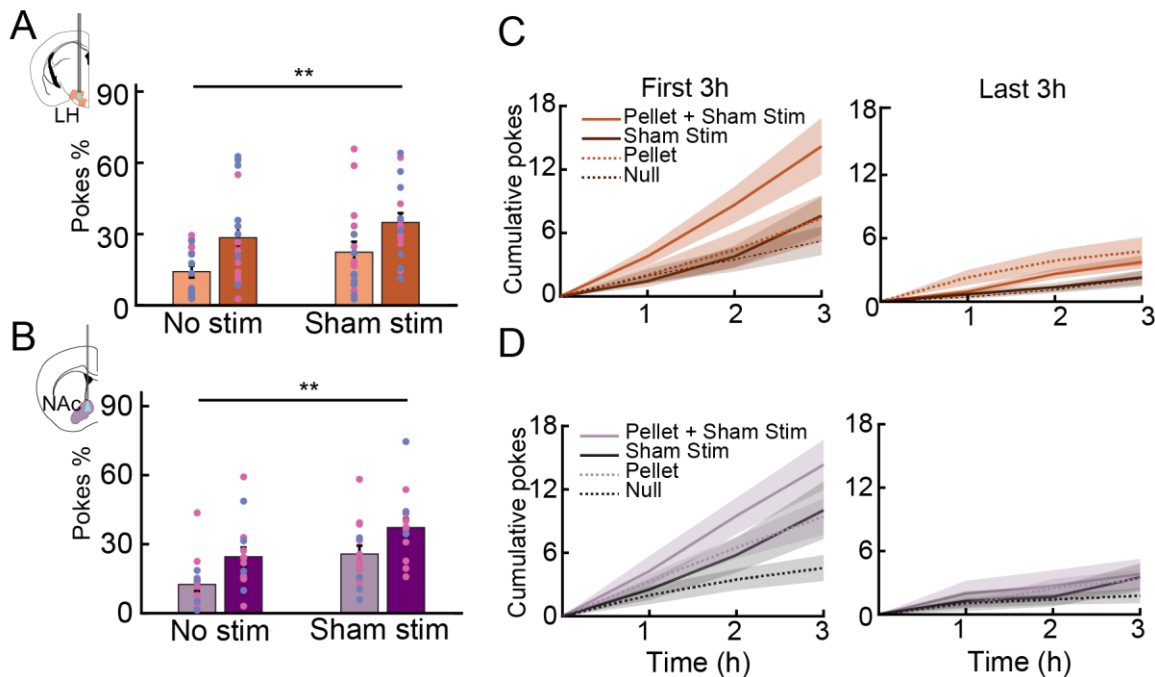 A
LH
Pokes %
90
60
30
0
**
No stim
Sham stim
B
NAc
Pokes %
90
60
30
0
**
No stim
Sham stim
C
First 3h
Cumulative pokes
18
12
6
0
Pellet + Sham Stim
Sham Stim
Pellet
Null
1 2 3
Last 3h
18
12
6
0
1 2 3
D
Cumulative pokes
18
12
6
0
Pellet + Sham Stim
Sham Stim
Pellet
Null
1 2 3
Time (h)
18
12
6
0
1 2 3
Time (h)